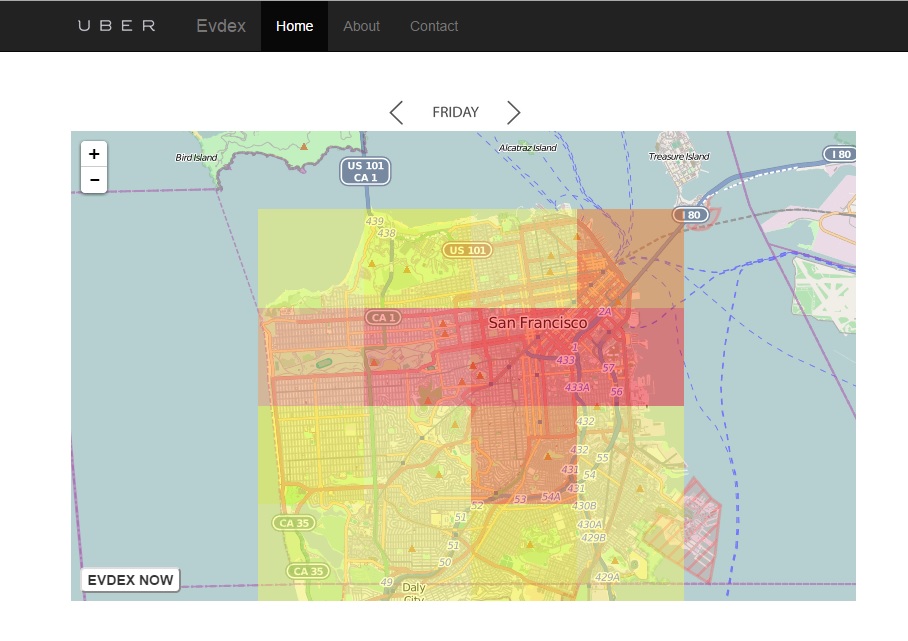 UBER Evdex Home About Contact
FRIDAY
+
−
Bird Island
Alcatraz Island
Treasure Island
US 101
CA 1
I 80
I 80
439
438
US 101
CA 1
San Francisco
2A
1
433
57
433A
56
432
432
55
431
54
431
52
53
54A
430B
51
CA 35
430A
429B
51
50
CA 35
49
429A
Daly
City
EVDEX NOW